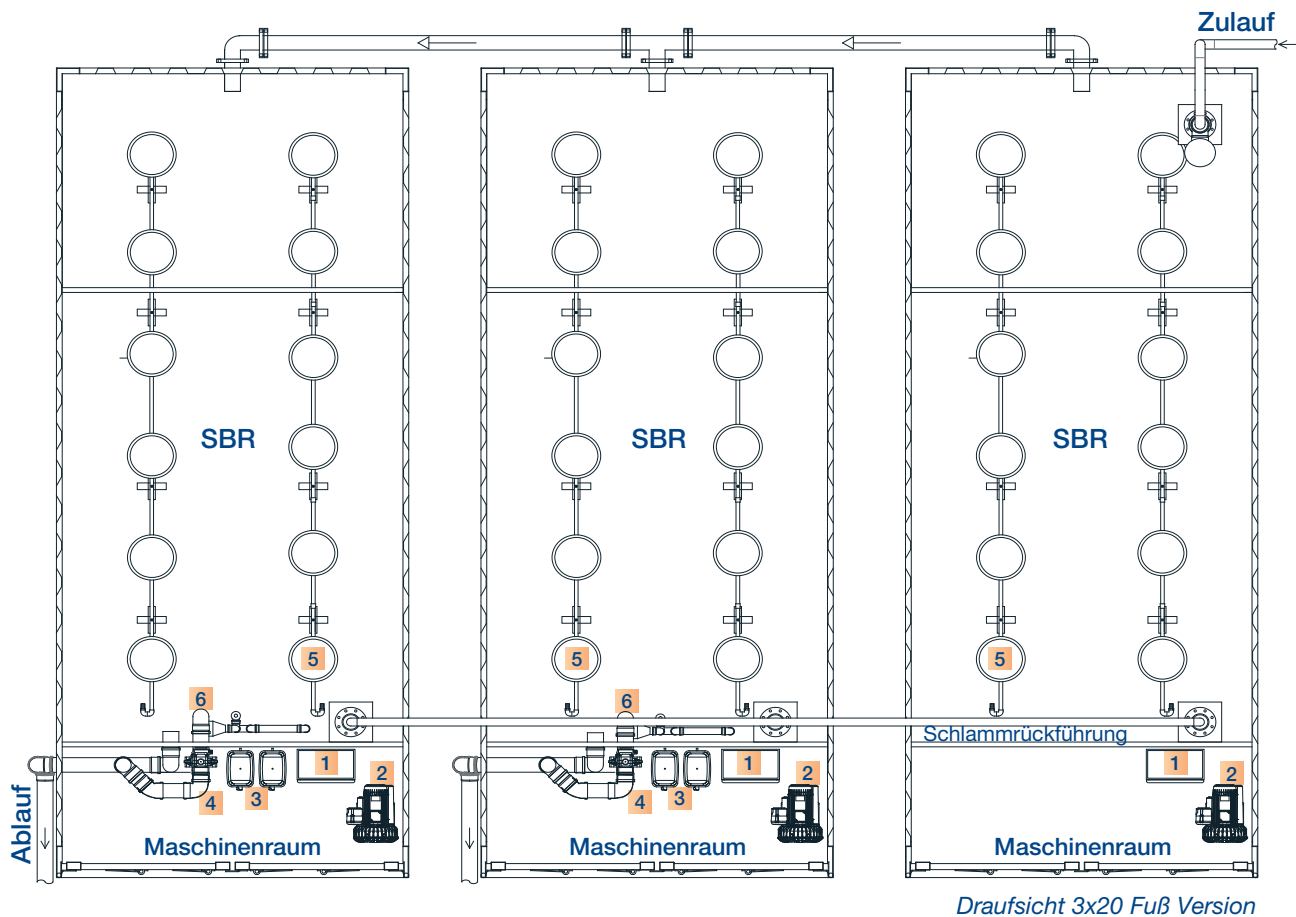 Zulauf
SBR
SBR
SBR
5
5
5
6
6
Schlammrückführung
1
1
1
2
2
2
4
3
4
3
Ablauf
Maschinenraum
Maschinenraum
Maschinenraum
Draufsicht 3x20 Fuß Version